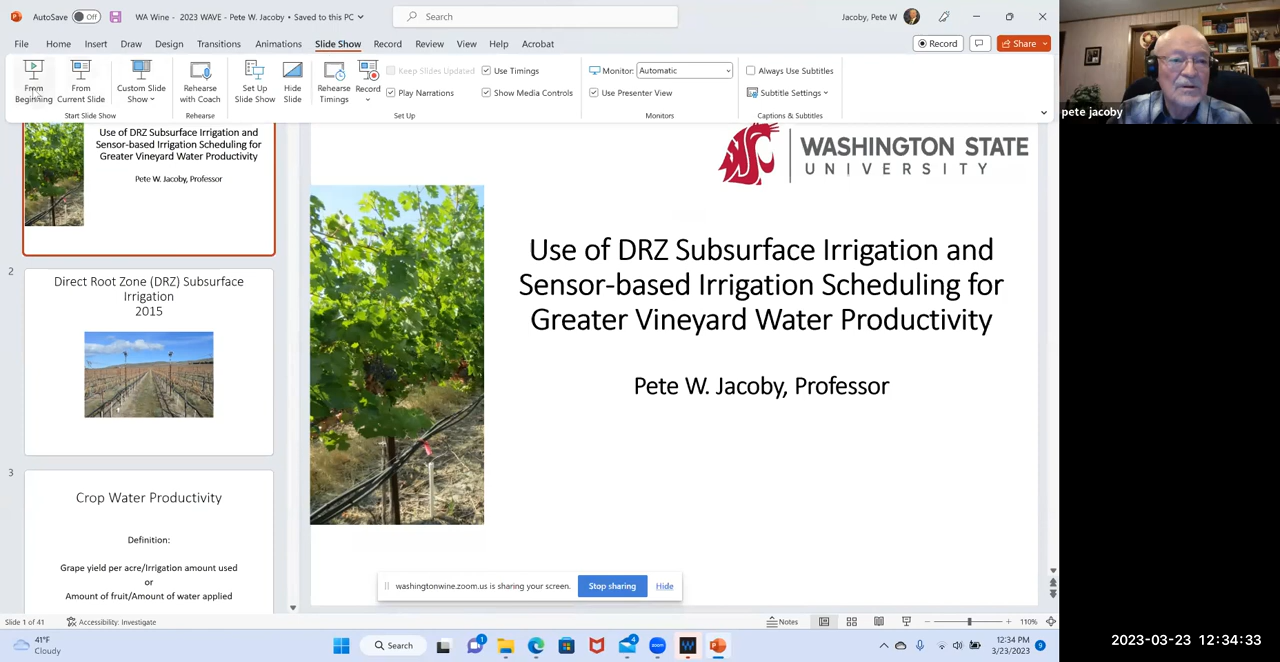 AutoSave
Off
WA Wine - 2023 WAVE - Pete W. Jacoby • Saved to this PC
Search
Jacoby, Pete W
File
Home
Insert
Draw
Design
Transitions
Animations
Slide Show
Record
Review
View
Help
Acrobat
Record
Share
From
Beginning
From
Current Slide
Start Slide Show
Custom Slide
Show
Rehearse
with Coach
Rehearse
Set Up
Slide Show
Hide
Slide
Rehearse
Timings
Record
Keep Slides Updated
Play Narrations
Use Timings
Show Media Controls
Set Up
Monitor:
Automatic
Use Presenter View
Monitors
Always Use Subtitles
Subtitle Settings
Captions & Subtitles
pete jacoby
Use of DRZ Subsurface Irrigation and
Sensor-based Irrigation Scheduling for
Greater Vineyard Water Productivity
Pete W. Jacoby, Professor
2
Direct Root Zone (DRZ) Subsurface
Irrigation
2015
3
Crop Water Productivity
Definition:
Grape yield per acre/Irrigation amount used
or
Amount of fruit/Amount of water applied
WASHINGTON STATE
UNIVERSITY
Use of DRZ Subsurface Irrigation and
Sensor-based Irrigation Scheduling for
Greater Vineyard Water Productivity
Pete W. Jacoby, Professor
washingtonwine.zoom.us is sharing your screen.
Stop sharing
Hide
Slide 1 of 41
Accessibility: Investigate
Notes
110%
41°F
Cloudy
Search
1
4
zoom
W
12:34 PM
3/23/2023
9
2023-03-23 12:34:33